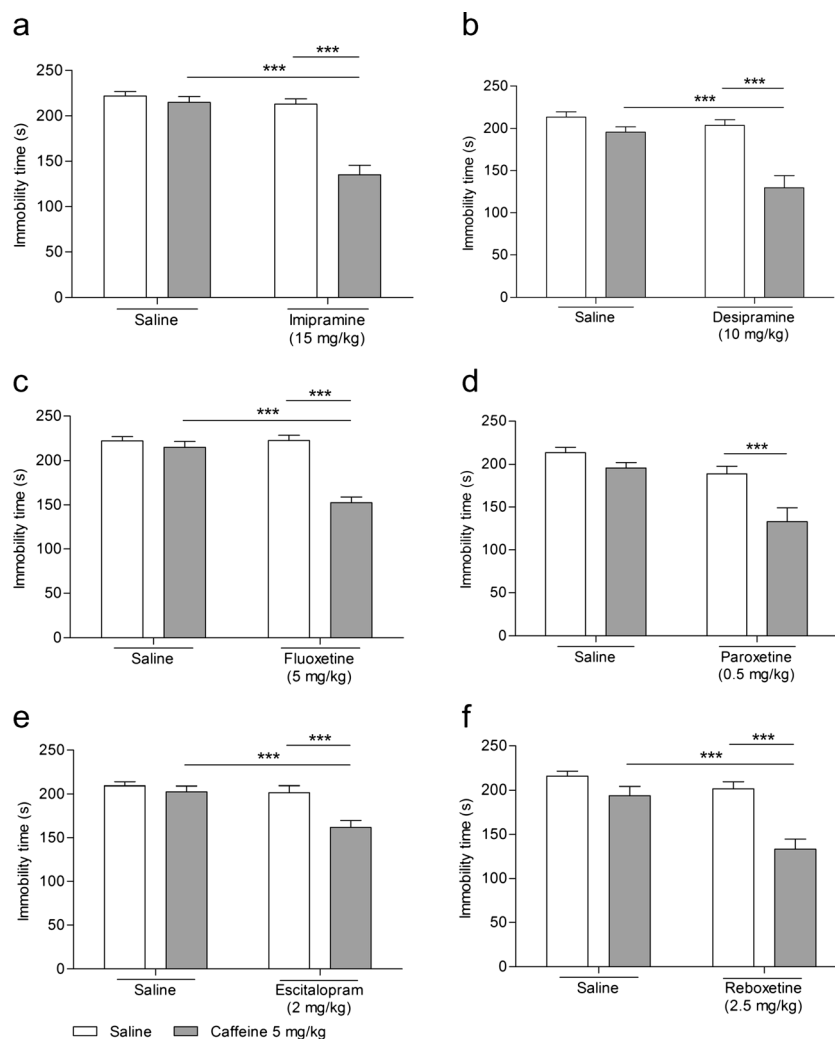 a
Immobility time (s)
250
200
150
100
50
0
***
***
Saline
Imipramine
(15 mg/kg)
b
Immobility time (s)
250
200
150
100
50
0
***
***
Saline
Desipramine
(10 mg/kg)
c
Immobility time (s)
250
200
150
100
50
0
***
***
Saline
Fluoxetine
(5 mg/kg)
d
Immobility time (s)
250
200
150
100
50
0
***
Saline
Paroxetine
(0.5 mg/kg)
e
Immobility time (s)
250
200
150
100
50
0
***
***
Saline
Escitalopram
(2 mg/kg)
f
Immobility time (s)
250
200
150
100
50
0
***
***
Saline
Reboxetine
(2.5 mg/kg)
Saline Caffeine 5 mg/kg